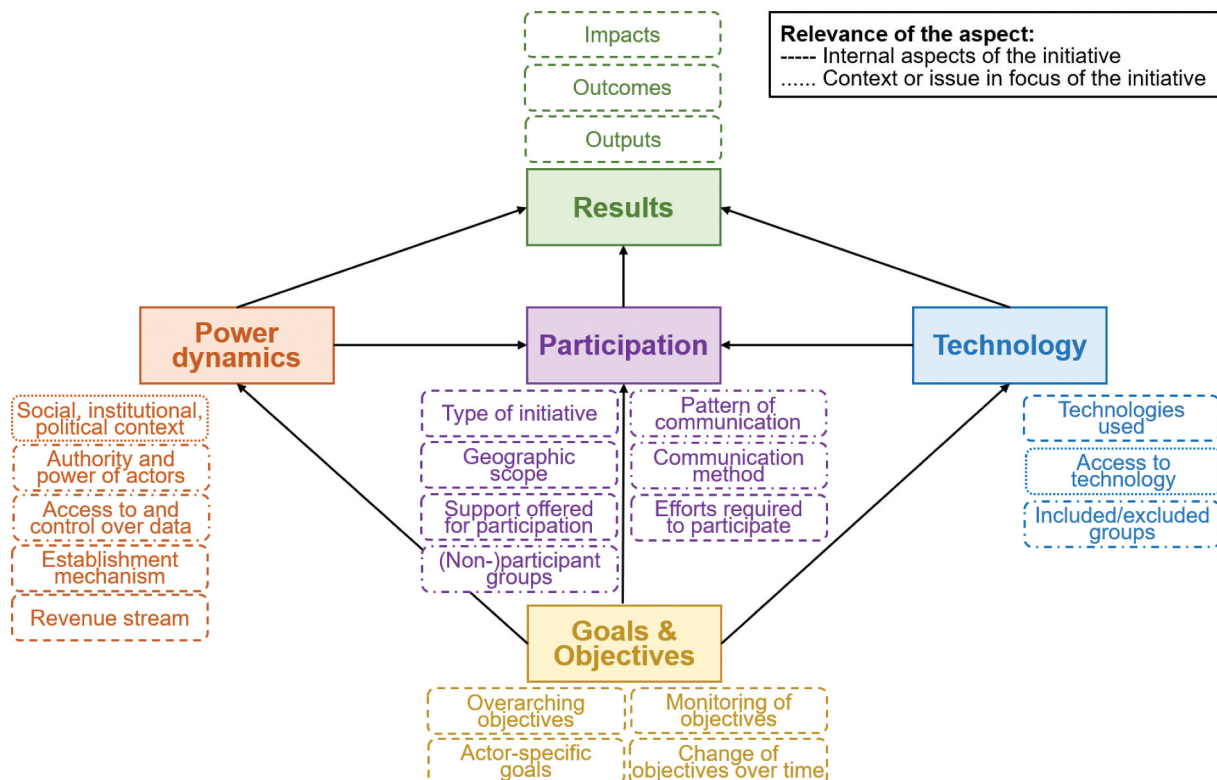 Impacts
Outcomes
Outputs
Relevance of the aspect:
----- Internal aspects of the initiative
...... Context or issue in focus of the initiative
Results
Power
dynamics
Participation
Technology
Social, institutional,
political context
Authority and
power of actors
Access to and
control over data
Establishment
mechanism
Revenue stream
Type of initiative
Geographic
scope
Support offered
for participation
(Non-)participant
groups
Pattern of
communication
Communication
method
Efforts required
to participate
Technologies
used
Access to
technology
Included/excluded
groups
Goals &
Objectives
Overarching
objectives
Actor-specific
goals
Monitoring of
objectives
Change of
objectives over time